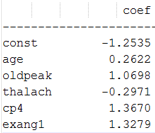 coef
const -1.2535
age 0.2622
oldpeak 1.0698
thalach -0.2971
cp4 1.3670
exang1 1.3279